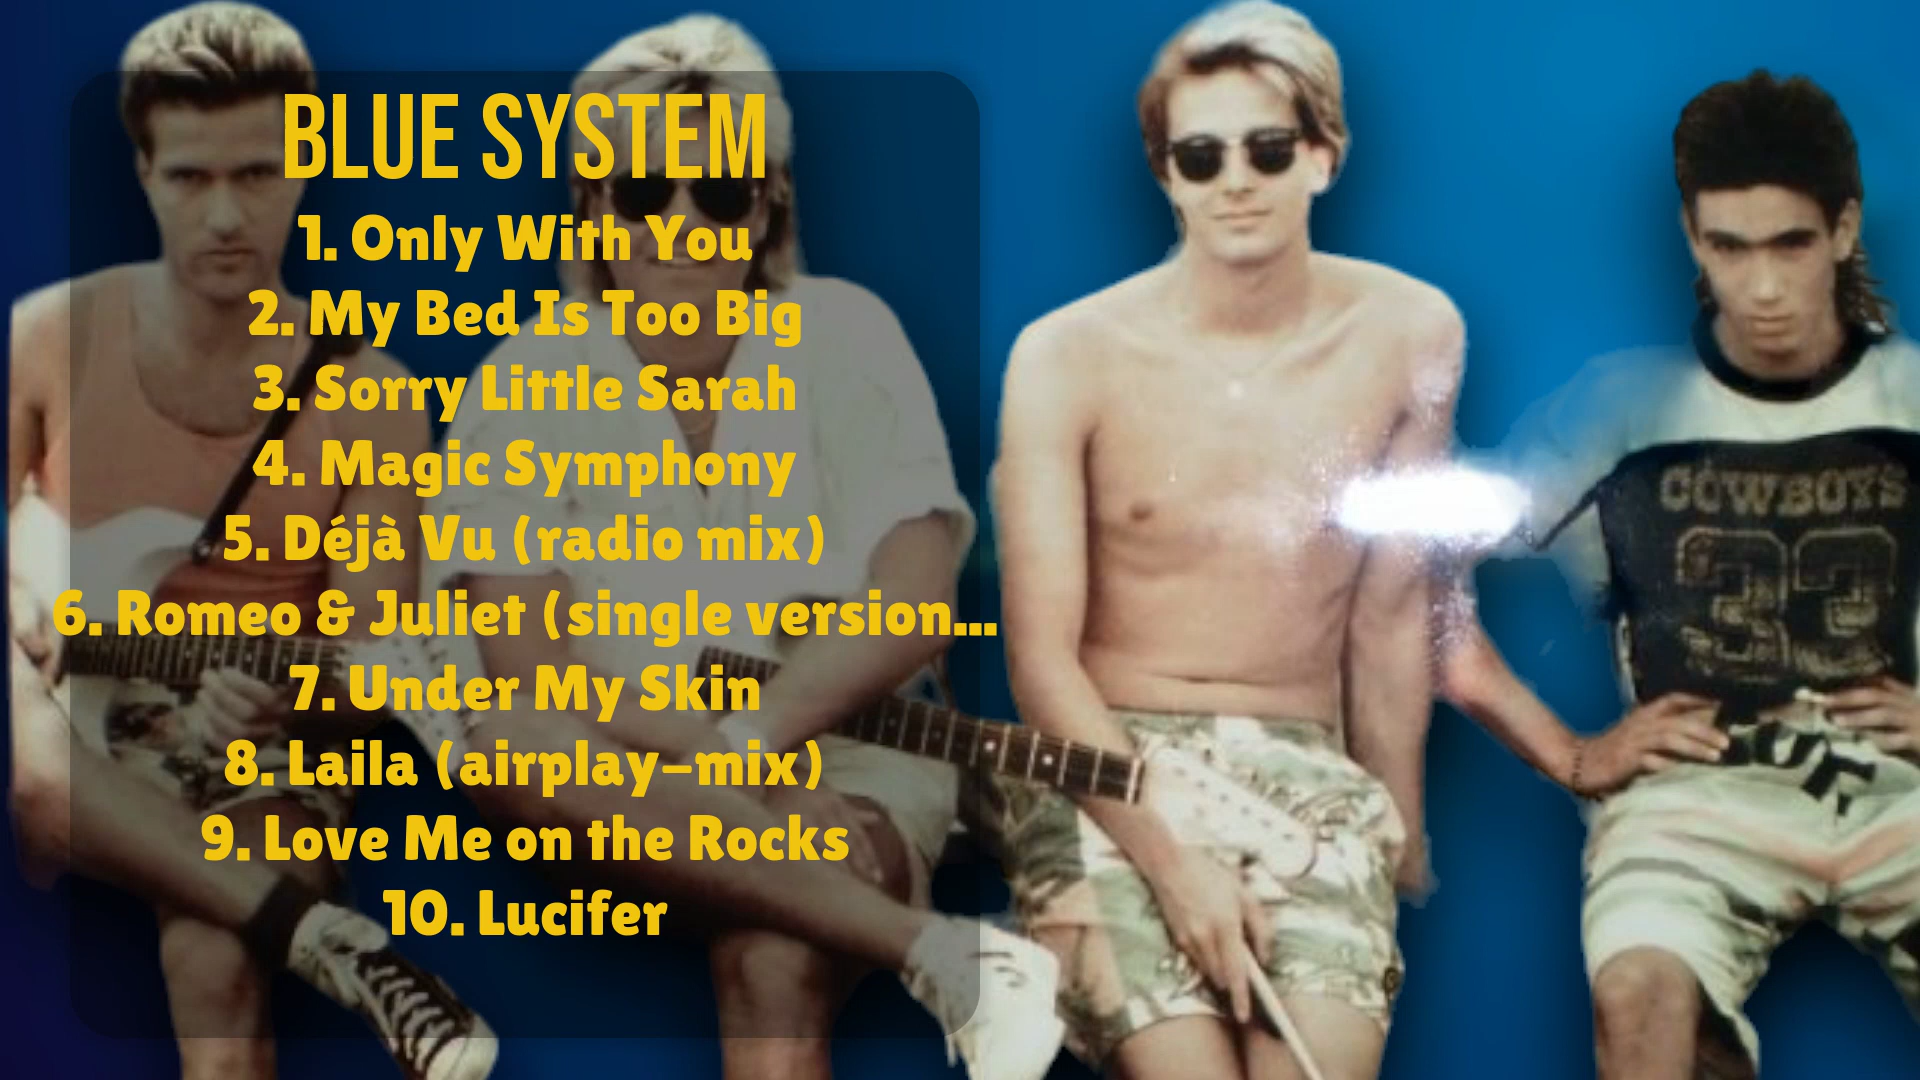 BLUE SYSTEM
1. Only With You
2. My Bed Is Too Big
3. Sorry Little Sarah
4. Magic Symphony
5. Déjà Vu (radio mix)
6. Romeo & Juliet (single version...
7. Under My Skin
8. Laila (airplay-mix)
9. Love Me on the Rocks
10. Lucifer
COWBOYS
33